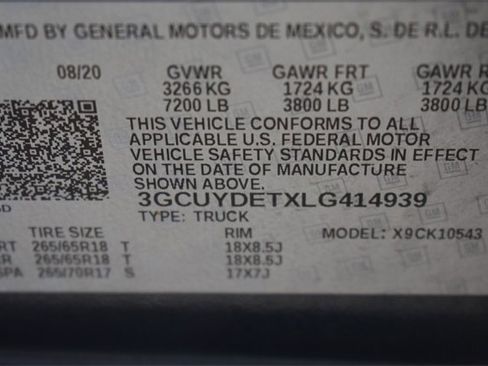 MFD BY GENERAL MOTORS DE MEXICO, S. DE R.L. DE
08/20 GVWR GAWR FRT GAWR R
3266 KG 1724 KG 1724
7200 LB 3800 LB 3800 LB
THIS VEHICLE CONFORMS TO ALL
APPLICABLE U.S. FEDERAL MOTOR
VEHICLE SAFETY STANDARDS IN EFFECT
ON THE DATE OF MANUFACTURE
SHOWN ABOVE.
3GCUYDETXLG414939
TYPE: TRUCK MODEL: X9CK10543
TIRE SIZE RIM
RT 265/65R18 T 18X8.5J
R 265/65R18 T 18X8.5J
SPA 265/70R17 S 17X7J